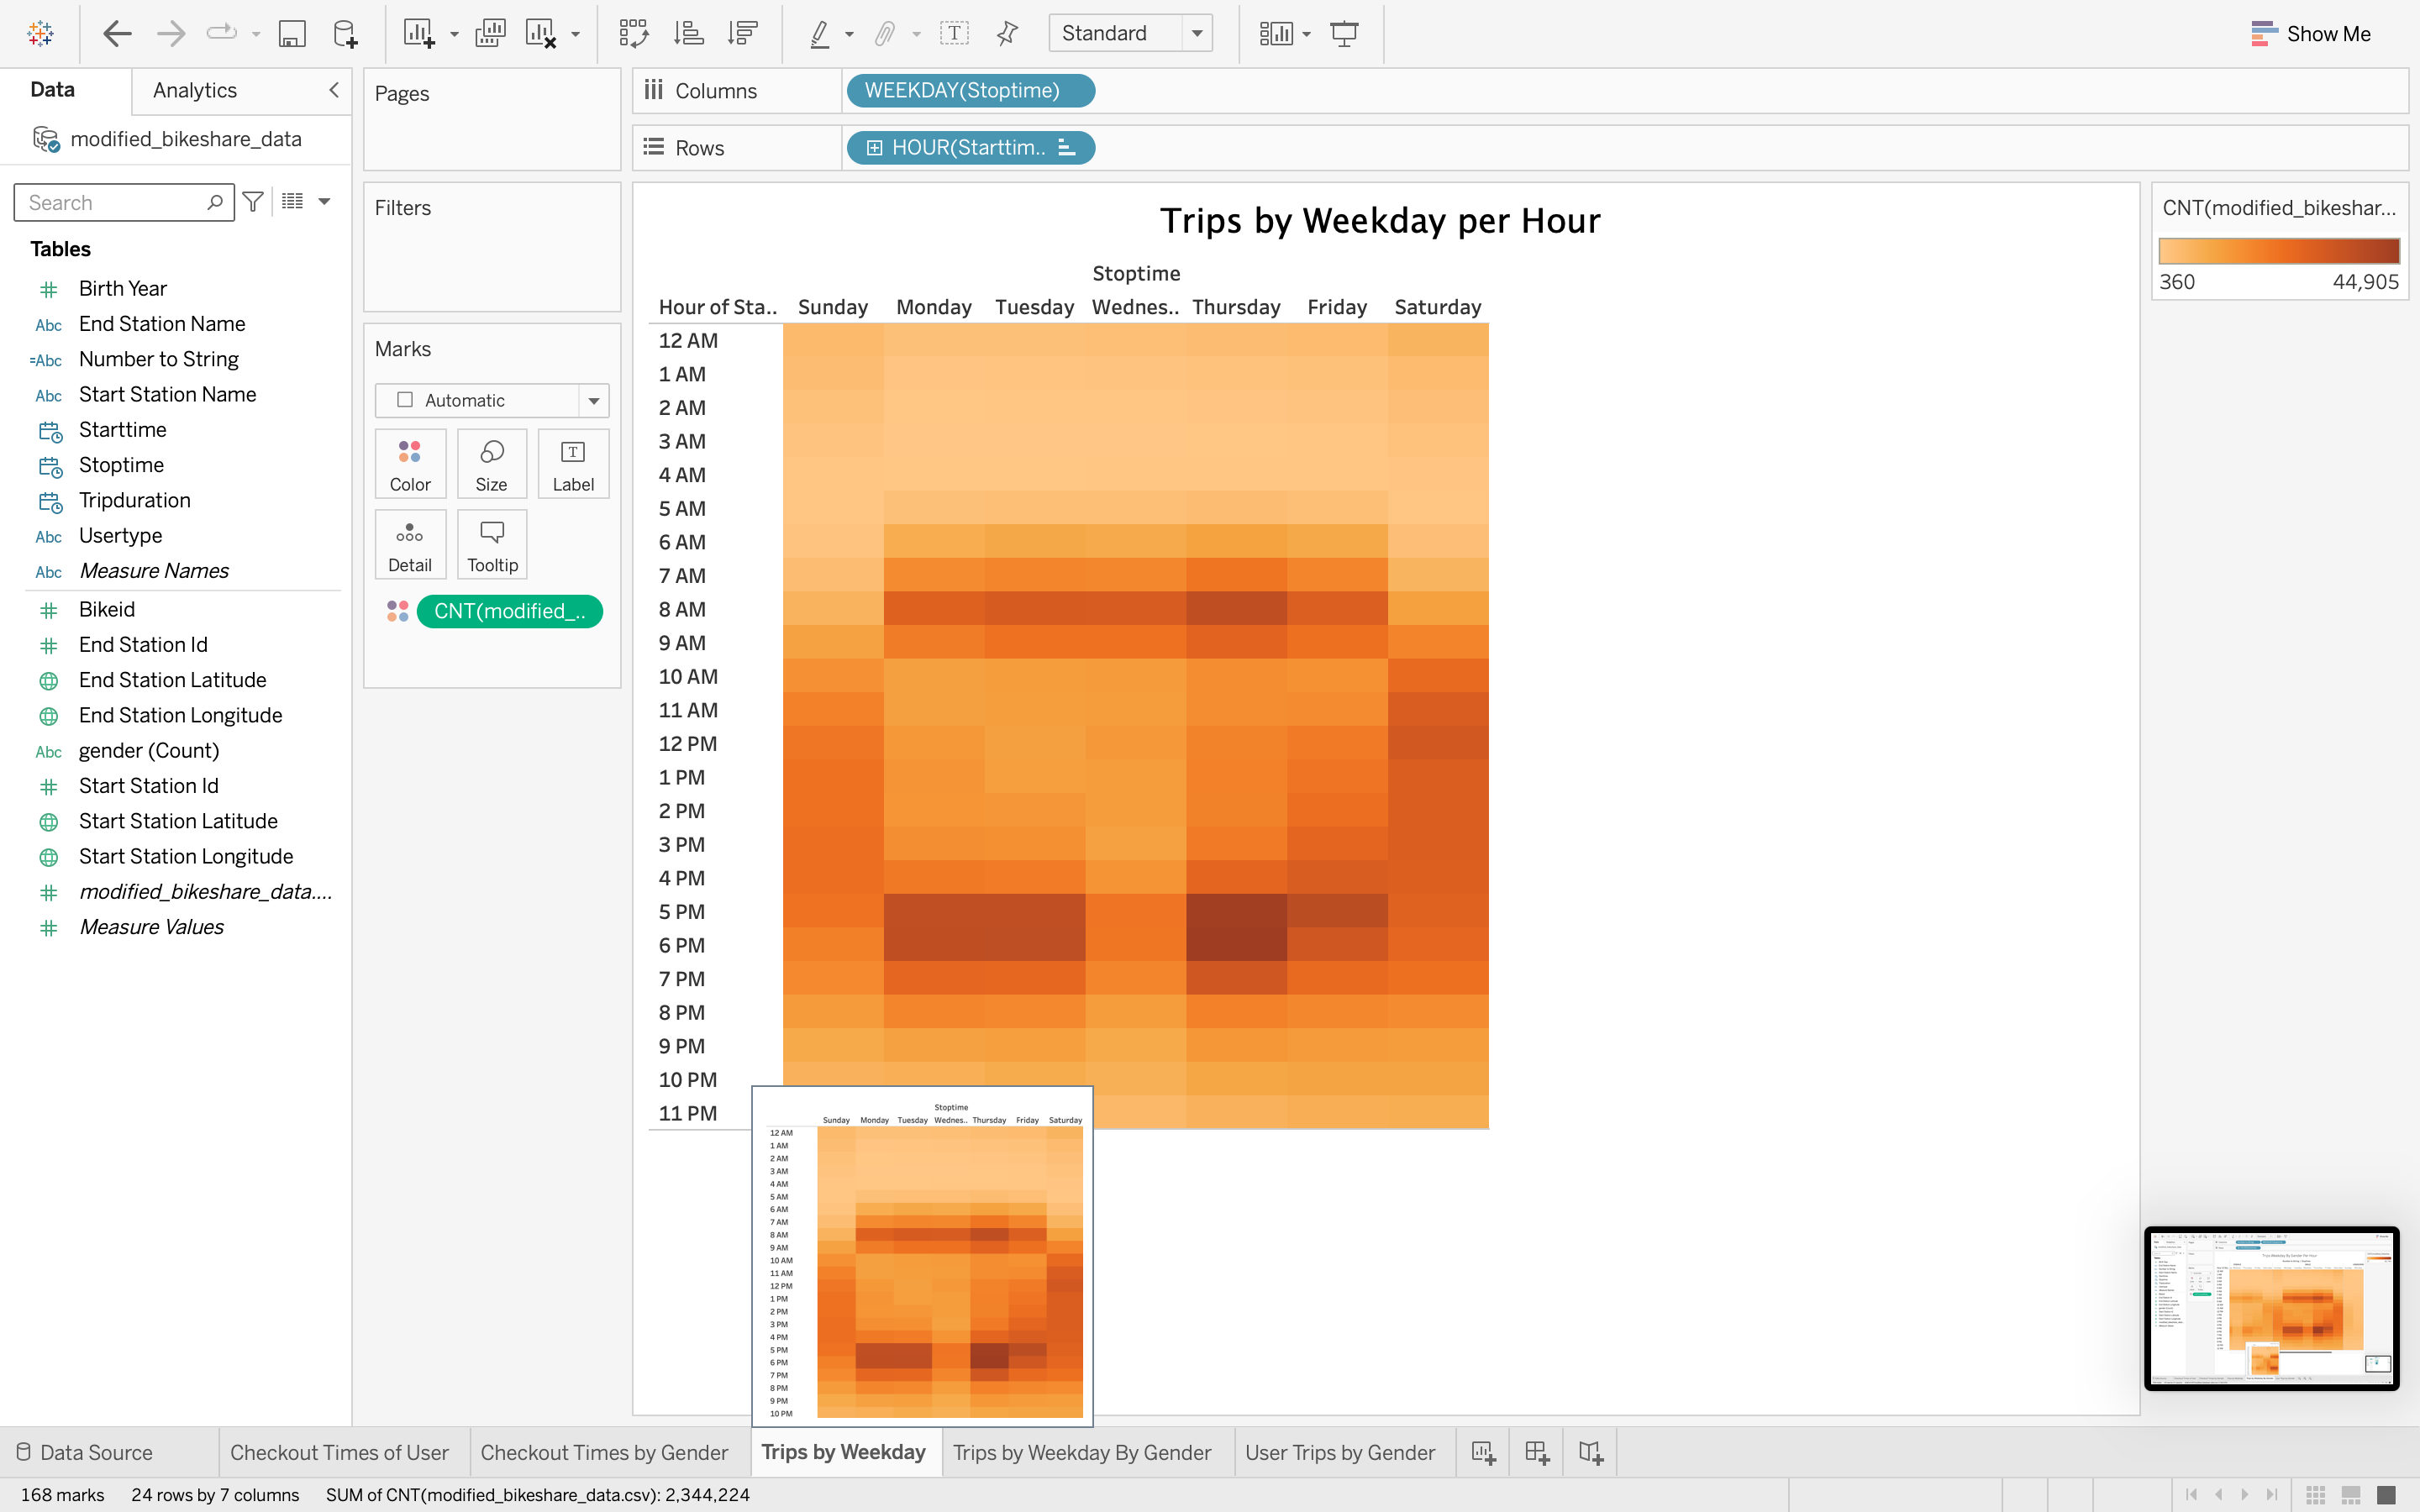 Standard
Show Me
Data
Analytics
Pages
Columns
WEEKDAY(Stoptime)
modified_bikeshare_data
Rows
HOUR(Starttim..
Search
Filters
Tables
Birth Year
Abc End Station Name
=Abc Number to String
Abc Start Station Name
Starttime
Stoptime
Tripduration
Abc Usertype
Abc Measure Names
Bikeid
End Station Id
End Station Latitude
End Station Longitude
Abc gender (Count)
Start Station Id
Start Station Latitude
Start Station Longitude
modified_bikeshare_data....
Measure Values
Marks
Automatic
Color
Size
Label
Detail
Tooltip
CNT(modified_..
Trips by Weekday per Hour
Stoptime
Hour of Sta.. Sunday Monday Tuesday Wednes.. Thursday Friday Saturday
12 AM
1 AM
2 AM
3 AM
4 AM
5 AM
6 AM
7 AM
8 AM
9 AM
10 AM
11 AM
12 PM
1 PM
2 PM
3 PM
4 PM
5 PM
6 PM
7 PM
8 PM
9 PM
10 PM
11 PM
CNT(modified_bikeshar...
360 44,905
Stoptime
Sunday Monday Tuesday Wednes.. Thursday Friday Saturday
12 AM
1 AM
2 AM
3 AM
4 AM
5 AM
6 AM
7 AM
8 AM
9 AM
10 AM
11 AM
12 PM
1 PM
2 PM
3 PM
4 PM
5 PM
6 PM
7 PM
8 PM
9 PM
10 PM
Data Source
Checkout Times of User
Checkout Times by Gender
Trips by Weekday
Trips by Weekday By Gender
User Trips by Gender
168 marks 24 rows by 7 columns SUM of CNT(modified_bikeshare_data.csv): 2,344,224